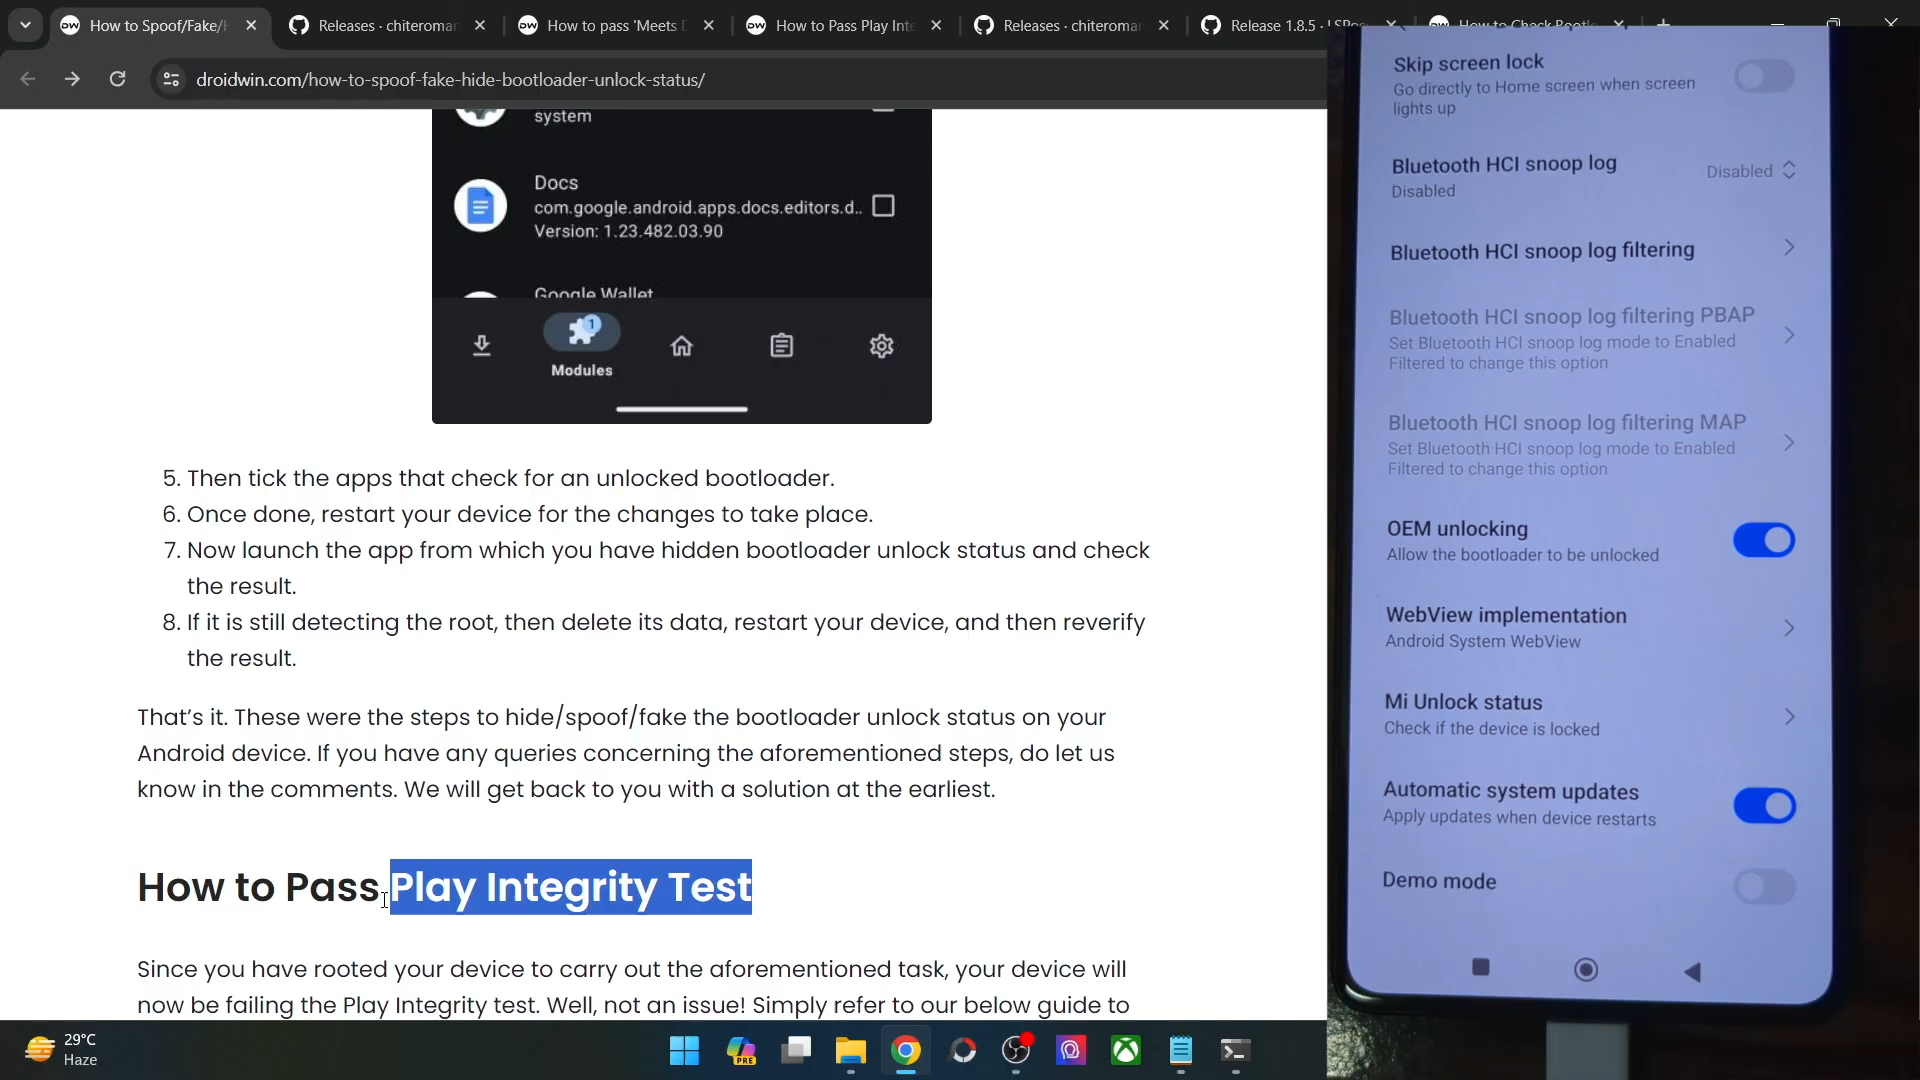 How to Spoof/Fake/H
Releases · chiteroman
How to pass 'Meets D
How to Pass Play Inte
Releases · chiteroman
Release 1.8.5 · LSPos
droidwin.com/how-to-spoof-fake-hide-bootloader-unlock-status/
system
Docs
com.google.android.apps.docs.editors.d..
Version: 1.23.482.03.90
Google Wallet
1
Modules
5. Then tick the apps that check for an unlocked bootloader.
6. Once done, restart your device for the changes to take place.
7. Now launch the app from which you have hidden bootloader unlock status and check
the result.
8. If it is still detecting the root, then delete its data, restart your device, and then reverify
the result.
That's it. These were the steps to hide/spoof/fake the bootloader unlock status on your
Android device. If you have any queries concerning the aforementioned steps, do let us
know in the comments. We will get back to you with a solution at the earliest.
How to Pass Play Integrity Test
Since you have rooted your device to carry out the aforementioned task, your device will
now be failing the Play Integrity test. Well, not an issue! Simply refer to our below guide to
Skip screen lock
Go directly to Home screen when screen
lights up
Bluetooth HCI snoop log
Disabled
Disabled
Bluetooth HCI snoop log filtering
Bluetooth HCI snoop log filtering PBAP
Set Bluetooth HCI snoop log mode to Enabled
Filtered to change this option
Bluetooth HCI snoop log filtering MAP
Set Bluetooth HCI snoop log mode to Enabled
Filtered to change this option
OEM unlocking
Allow the bootloader to be unlocked
WebView implementation
Android System WebView
Mi Unlock status
Check if the device is locked
Automatic system updates
Apply updates when device restarts
Demo mode
29°C
Haze
PRE